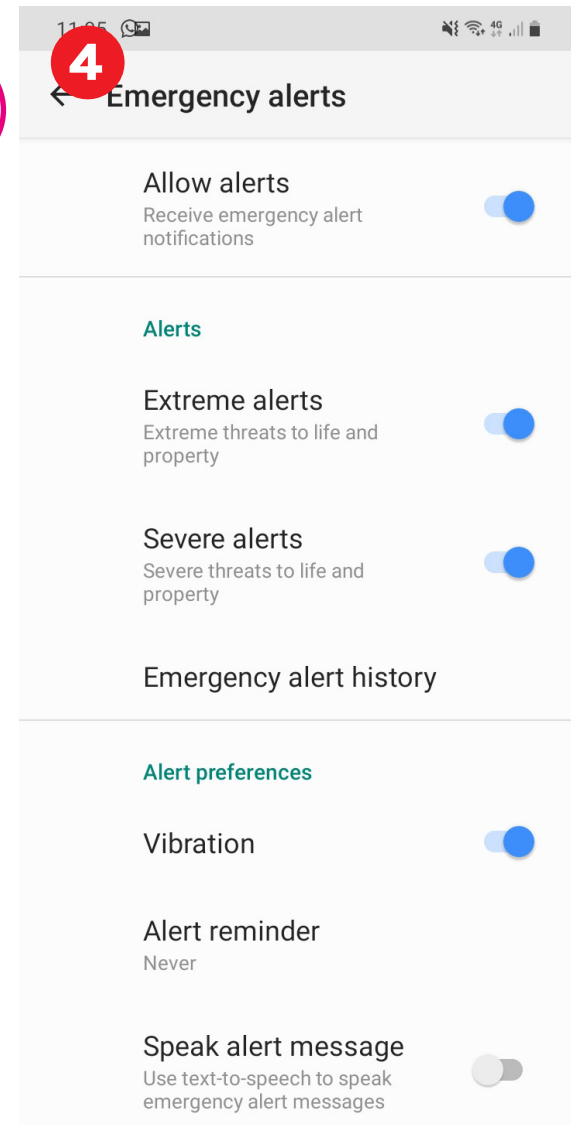 4G
4
Emergency alerts
Allow alerts
Receive emergency alert
notifications
Alerts
Extreme alerts
Extreme threats to life and
property
Severe alerts
Severe threats to life and
property
Emergency alert history
Alert preferences
Vibration
Alert reminder
Never
Speak alert message
Use text-to-speech to speak
emergency alert messages